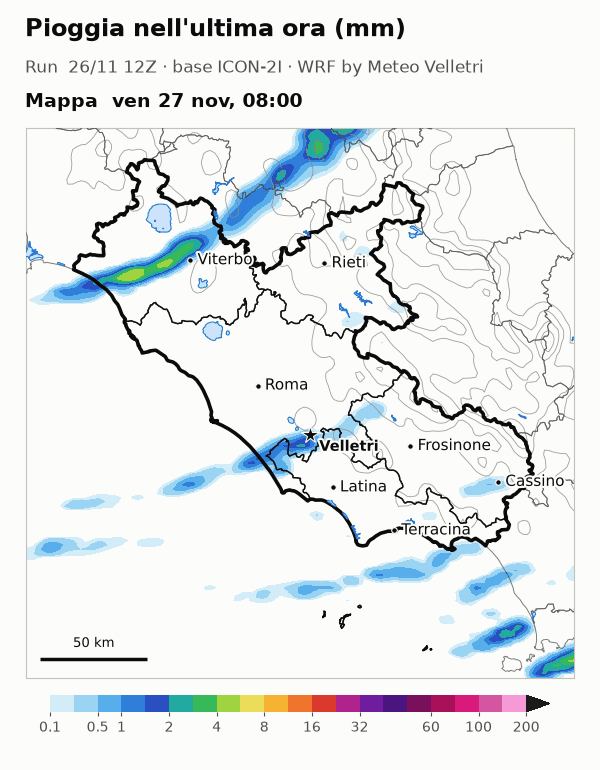 Pioggia nell'ultima ora (mm)
Run  26/11 12Z · base ICON-2I · WRF by Meteo Velletri
Mappa  ven 27 nov, 08:00
Viterbo
Rieti
Roma
Velletri
Frosinone
Cassino
Latina
Terracina
50 km
0.1 0.5 1 2 4 8 16 32 60 100 200